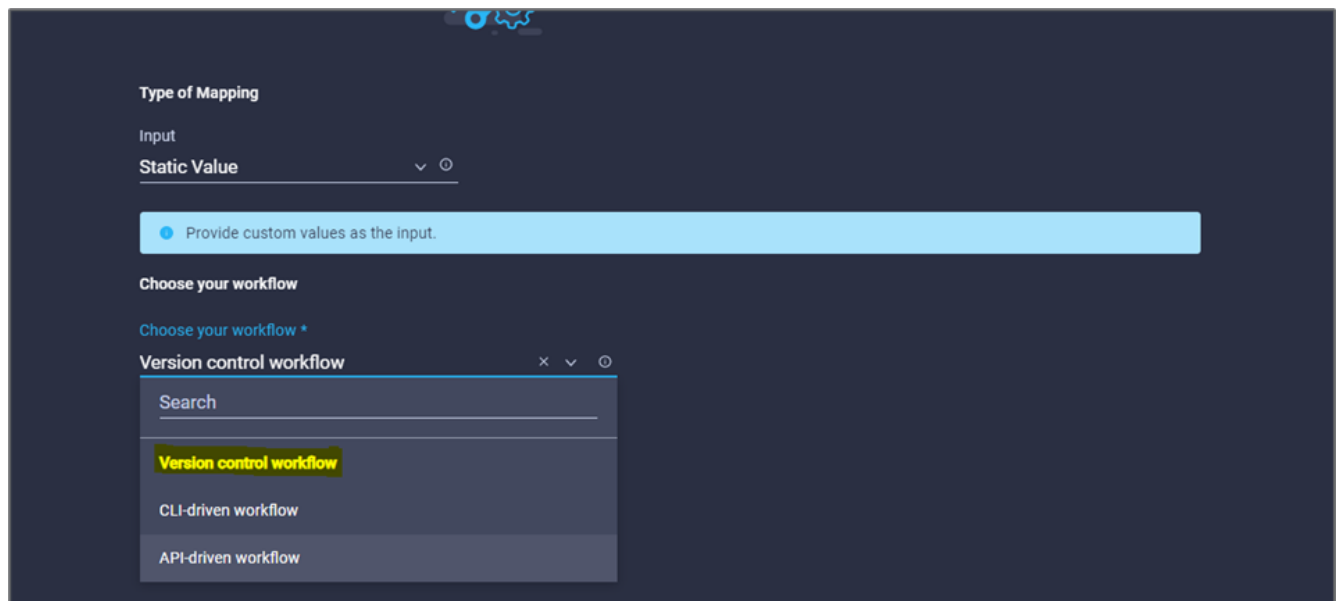 Type of Mapping
Input
Static Value
Provide custom values as the input.
Choose your workflow
Choose your workflow *
Version control workflow
Search
Version control workflow
CLI-driven workflow
API-driven workflow